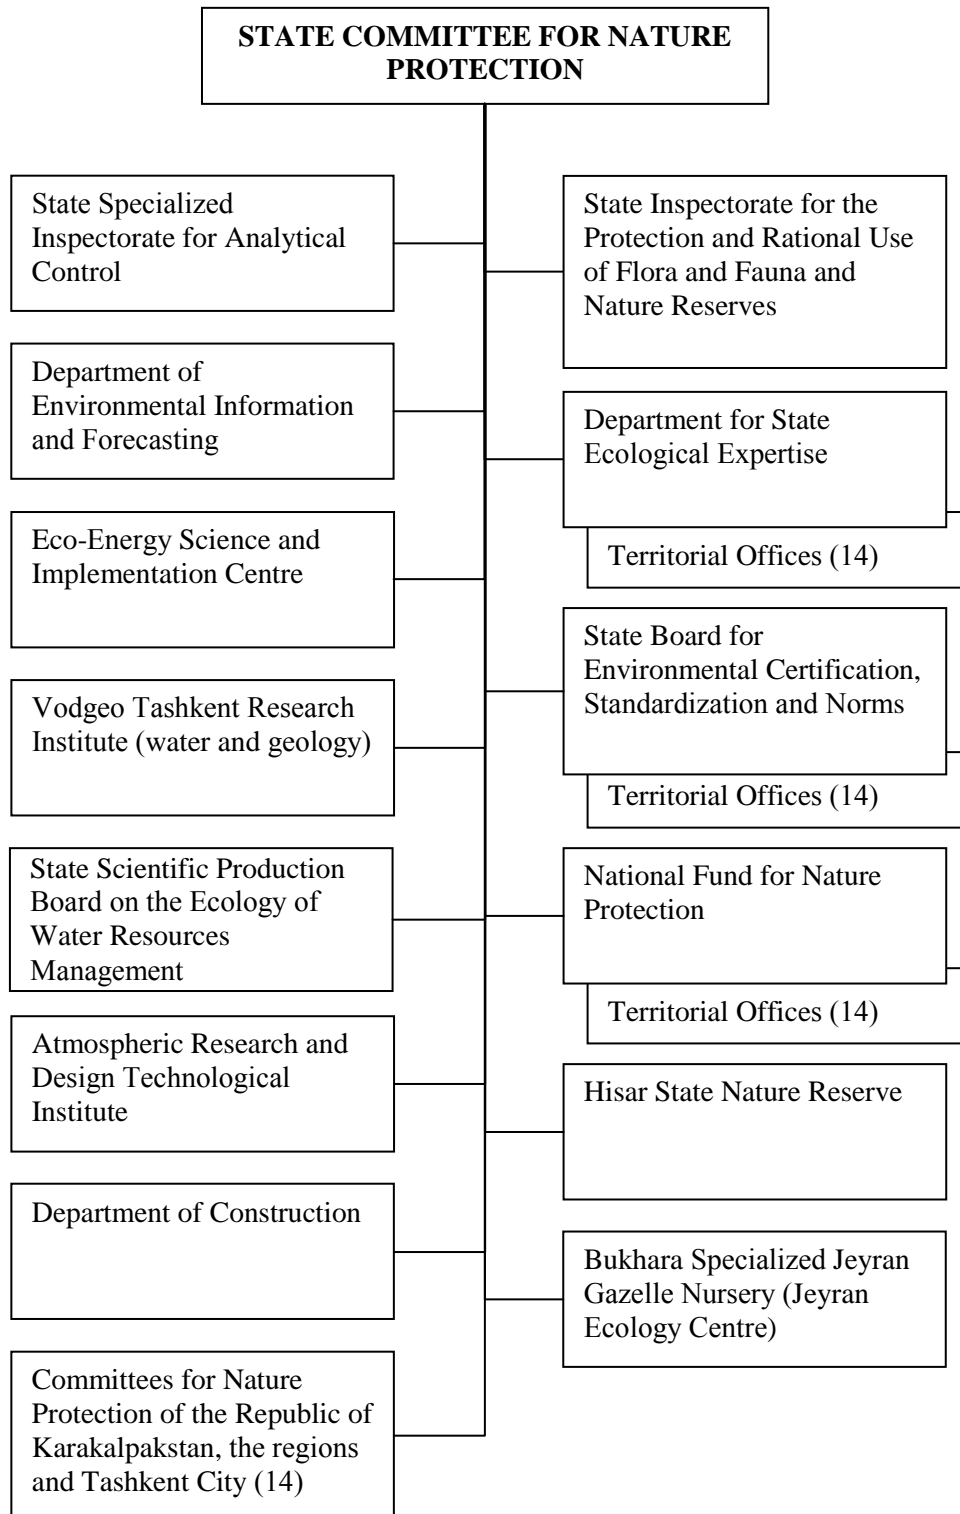 STATE COMMITTEE FOR NATURE
PROTECTION
State Specialized
Inspectorate for Analytical
Control
Department of
Environmental Information
and Forecasting
Eco-Energy Science and
Implementation Centre
Vodgeo Tashkent Research
Institute (water and geology)
State Scientific Production
Board on the Ecology of
Water Resources
Management
Atmospheric Research and
Design Technological
Institute
Department of Construction
Committees for Nature
Protection of the Republic of
Karakalpakstan, the regions
and Tashkent City (14)
State Inspectorate for the
Protection and Rational Use
of Flora and Fauna and
Nature Reserves
Department for State
Ecological Expertise
Territorial Offices (14)
State Board for
Environmental Certification,
Standardization and Norms
Territorial Offices (14)
National Fund for Nature
Protection
Territorial Offices (14)
Hisar State Nature Reserve
Bukhara Specialized Jeyran
Gazelle Nursery (Jeyran
Ecology Centre)